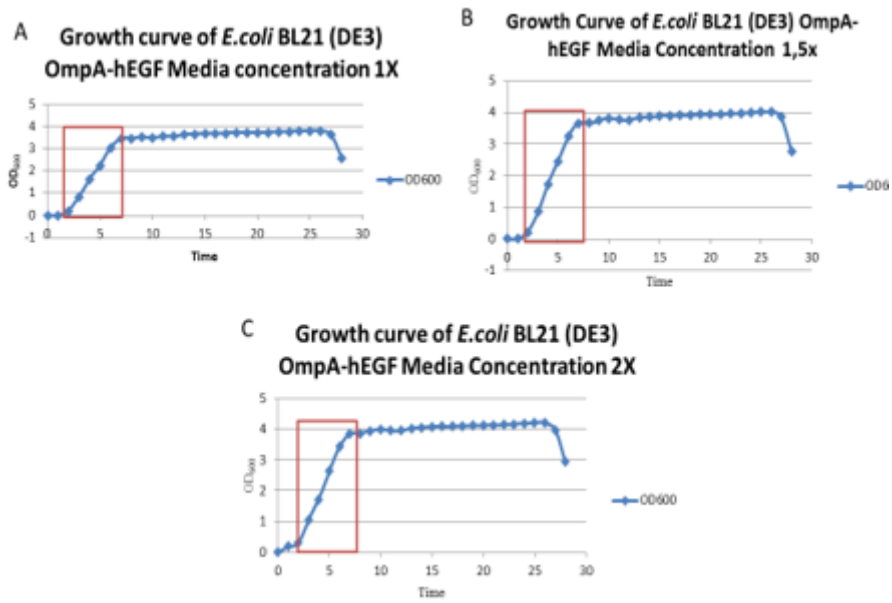 A
Growth curve of E.coli BL21 (DE3)
OmpA-hEGF Media concentration 1X
5
4
3
2
1
0
-1
OD600
0 5 10 15 20 25 30
Time
OD600
B
Growth Curve of E.coli BL21 (DE3) OmpA-
hEGF Media Concentration 1,5x
5
4
3
2
1
0
-1
OD600
0 5 10 15 20 25 30
Time
OD6
C
Growth curve of E.coli BL21 (DE3)
OmpA-hEGF Media Concentration 2X
5
4
3
2
1
0
OD600
0 5 10 15 20 25 30
Time
OD600